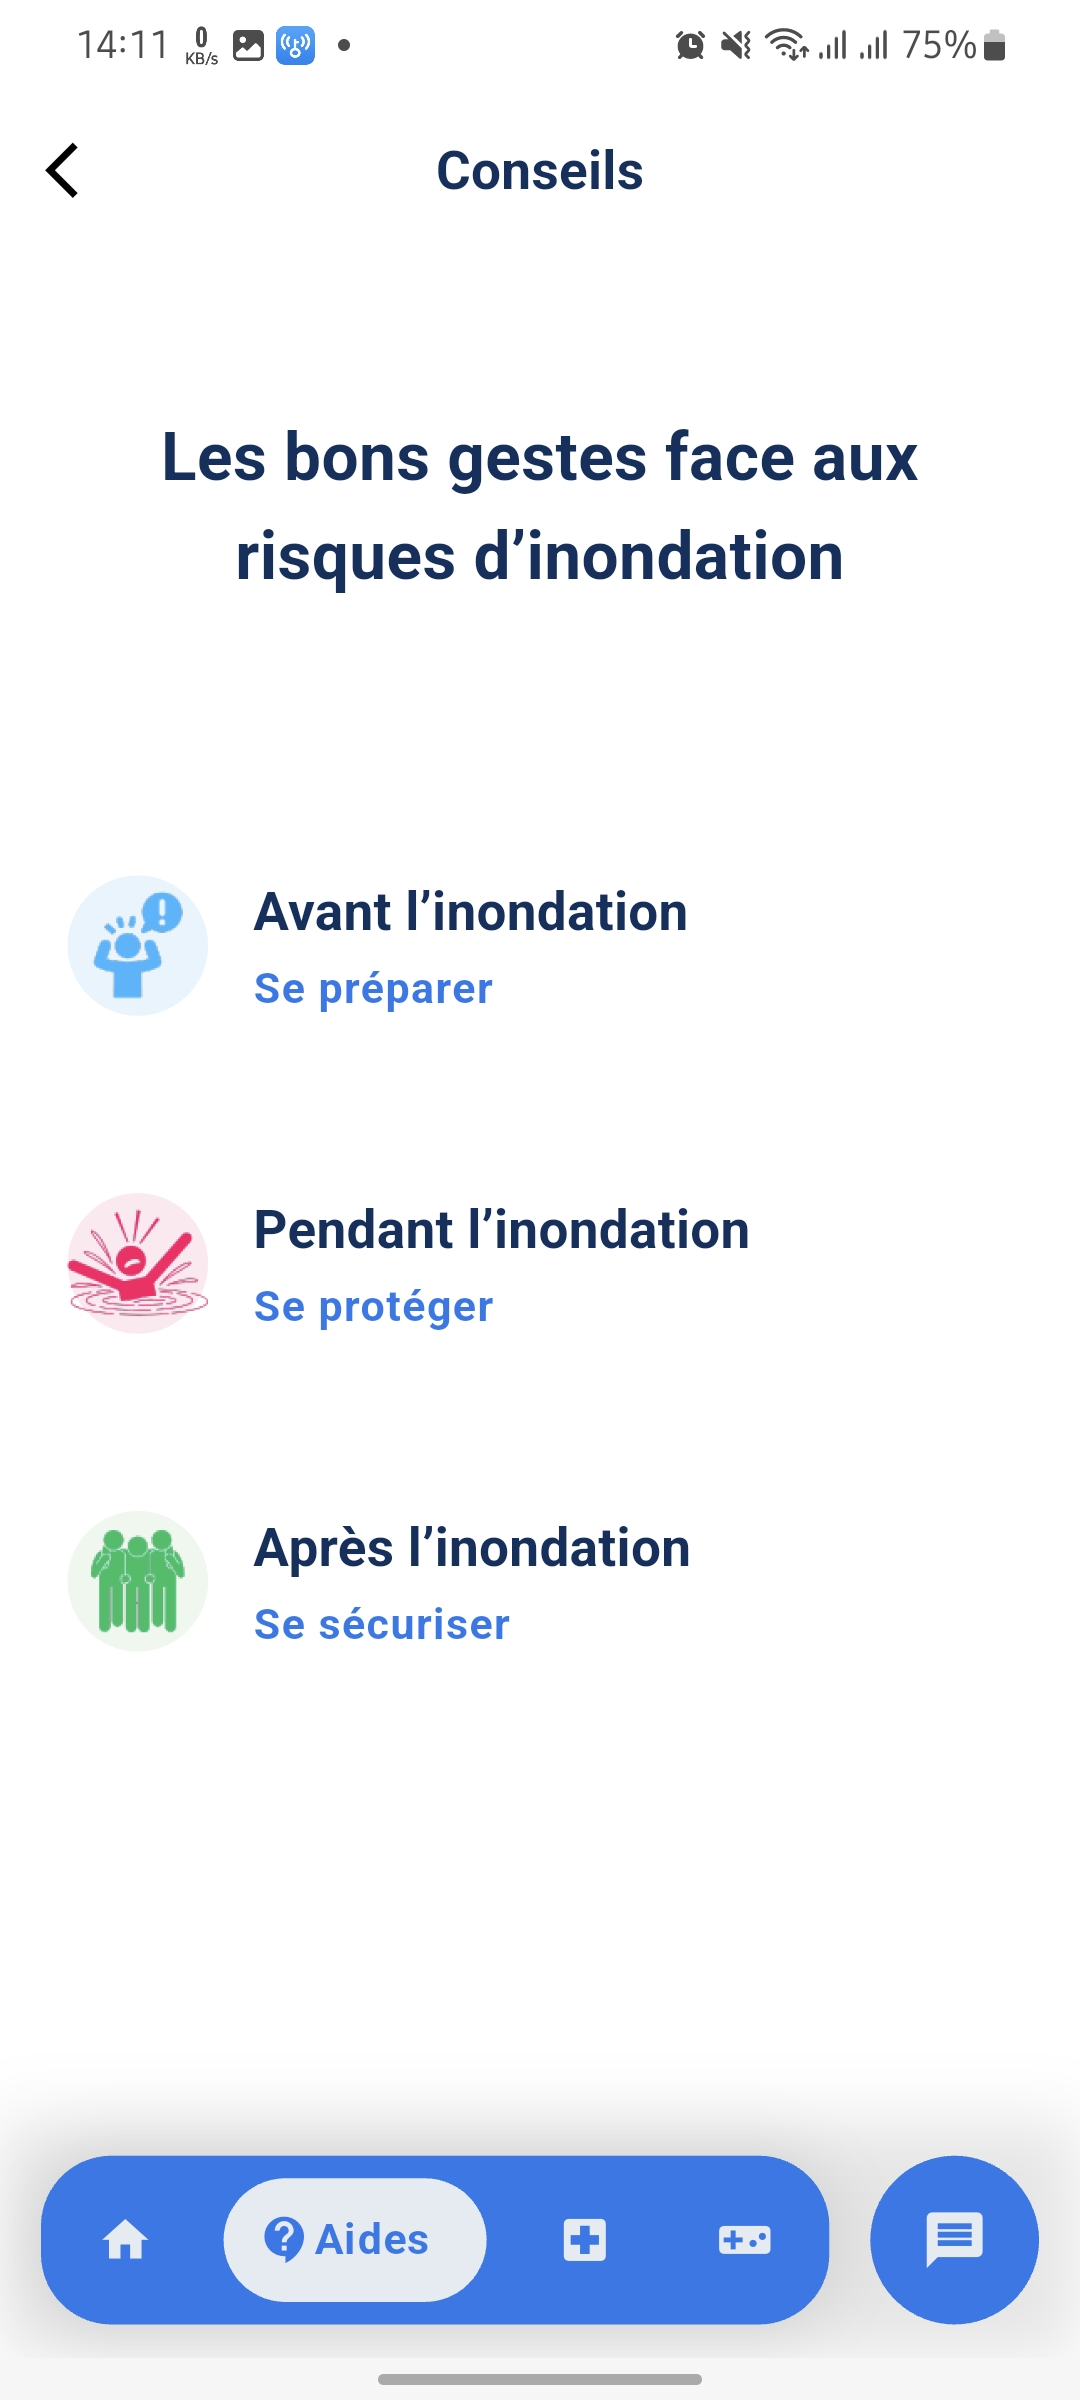 14:11 0 KB/s 75%
Conseils
Les bons gestes face aux
risques d’inondation
Avant l’inondation
Se préparer
Pendant l’inondation
Se protéger
Après l’inondation
Se sécuriser
Aides